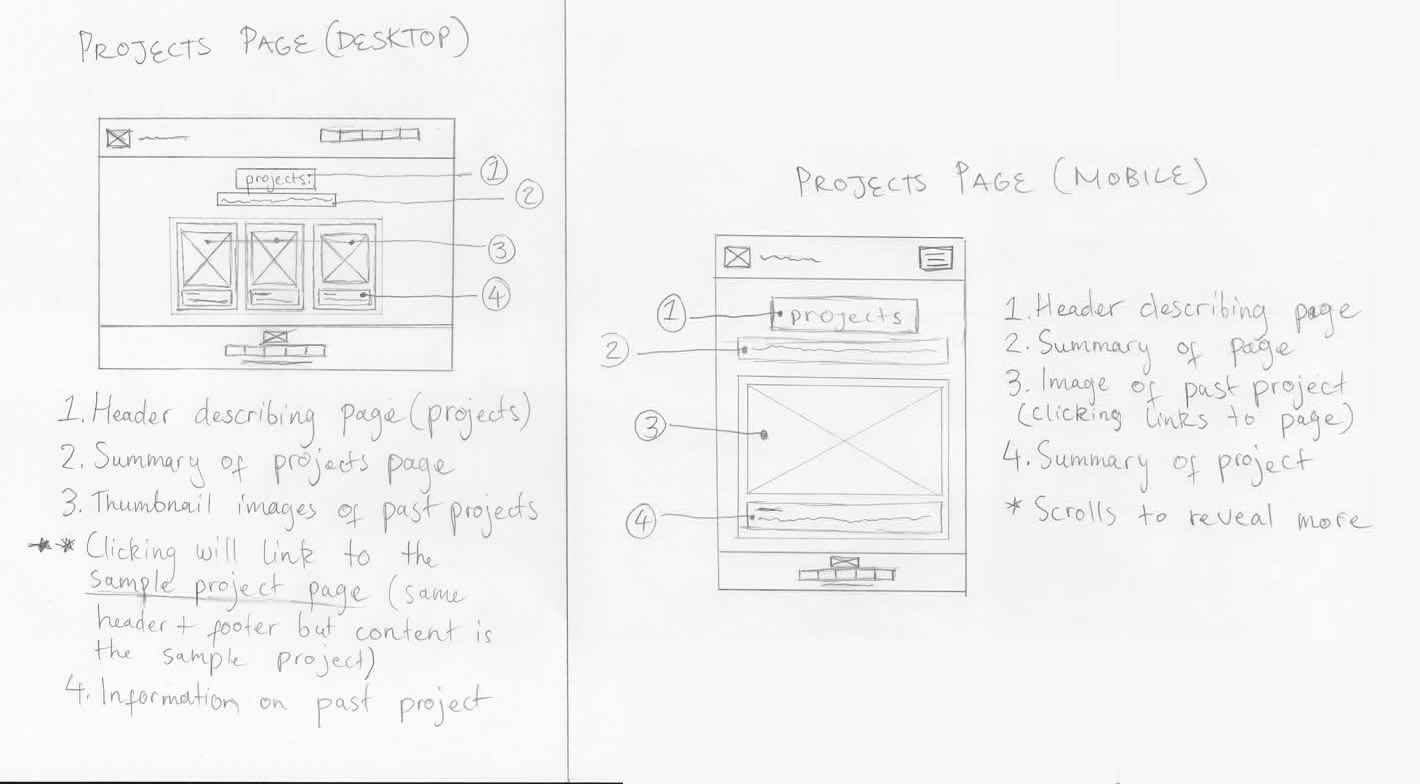 PROJECTS PAGE (DESKTOP)
projects:
1
2
3
4
1. Header describing page (projects)
2. Summary of projects page
3. Thumbnail images of past projects
** Clicking will link to the
sample project page (same
header + footer but content is
the sample project)
4. Information on past project
PROJECTS PAGE (MOBILE)
1
projects
2
3
4
1. Header describing page
2. Summary of page
3. Image of past project
(clicking links to page)
4. Summary of project
* Scrolls to reveal more